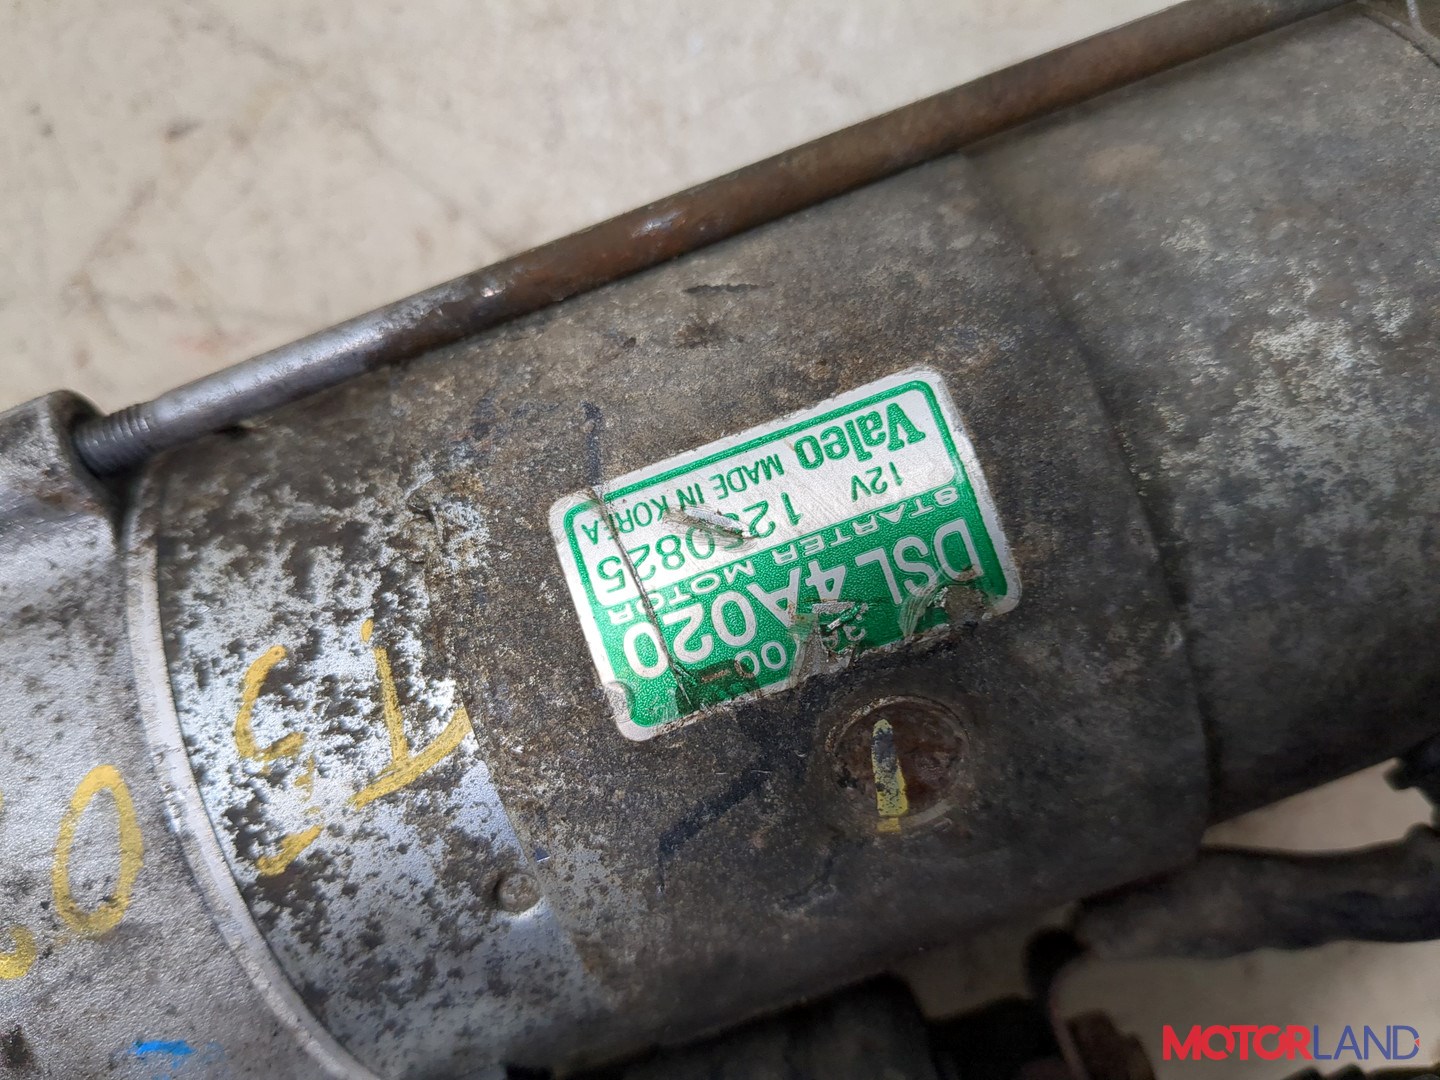 DSL 4A020
STARTER MOTOR
12V
Valeo MADE IN KOREA
MOTORLAND